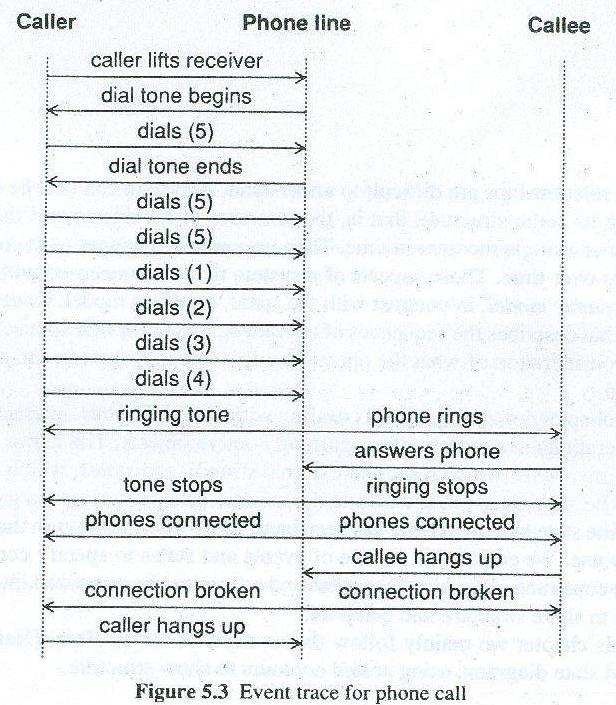 Caller Phone line Callee
caller lifts receiver
dial tone begins
dials (5)
dial tone ends
dials (5)
dials (5)
dials (1)
dials (2)
dials (3)
dials (4)
ringing tone phone rings
answers phone
tone stops ringing stops
phones connected phones connected
callee hangs up
connection broken connection broken
caller hangs up
Figure 5.3 Event trace for phone call